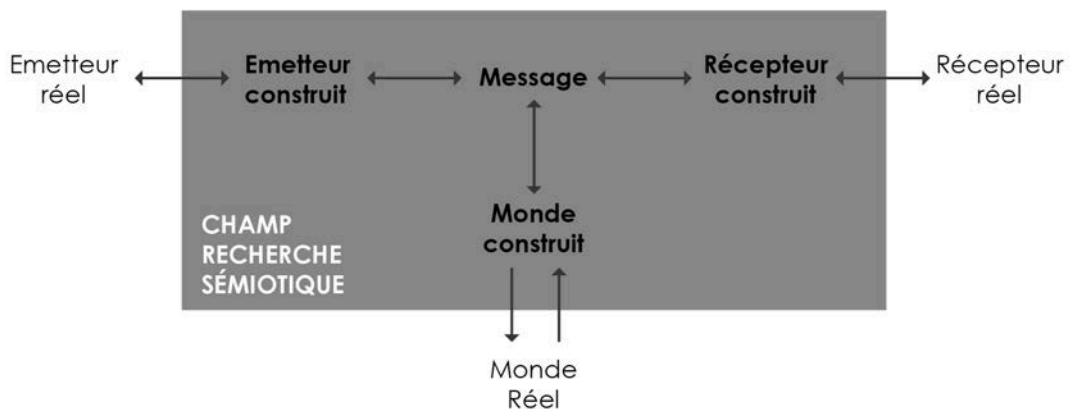 Emetteur
réel
Emetteur
construit
Message
Récepteur
construit
Récepteur
réel
Monde
construit
CHAMP
RECHERCHE
SÉMIOTIQUE
Monde
Réel